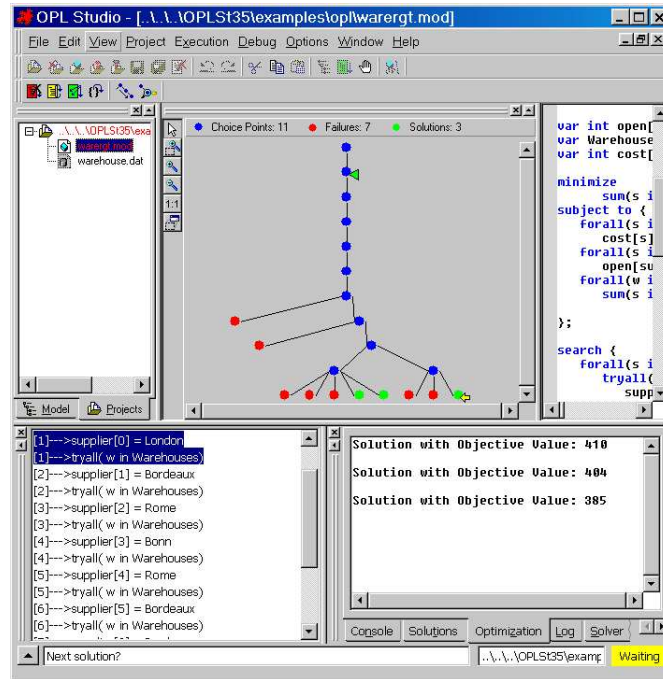 OPL Studio - [..\..\..\OPLSt35\examples\opl\warergt.mod]
File Edit View Project Execution Debug Options Window Help
..\..\..\OPLSt35\exa
warergt.mod
warehouse.dat
Model Projects
1:1
Choice Points: 11 Failures: 7 Solutions: 3
var int open[
var Warehouse
var int cost[
minimize
sum(s i
subject to {
forall(s i
cost[s]
forall(s i
open[su
forall(w i
sum(s i
};
search {
forall(s i
tryall(
supp
[1]--->supplier[0] = London
[1]--->tryall( w in Warehouses)
[2]--->supplier[1] = Bordeaux
[2]--->tryall( w in Warehouses)
[3]--->supplier[2] = Rome
[3]--->tryall( w in Warehouses)
[4]--->supplier[3] = Bonn
[4]--->tryall( w in Warehouses)
[5]--->supplier[4] = Rome
[5]--->tryall( w in Warehouses)
[6]--->supplier[5] = Bordeaux
[6]--->tryall( w in Warehouses)
Solution with Objective Value: 410
Solution with Objective Value: 404
Solution with Objective Value: 385
Console Solutions Optimization Log Solver
Next solution?
..\..\..\OPLSt35\examp
Waiting